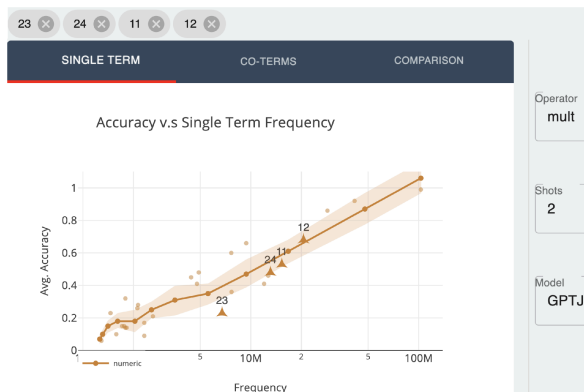 23 24 11 12
SINGLE TERM CO-TERMS COMPARISON
Accuracy v.s Single Term Frequency
Operator
mult
Shots
2
Model
GPTJ
Avg. Accuracy
1
0.8
0.6
0.4
0.2
0
12
11
24
23
1 5 10M 2 5 100M
numeric
Frequency